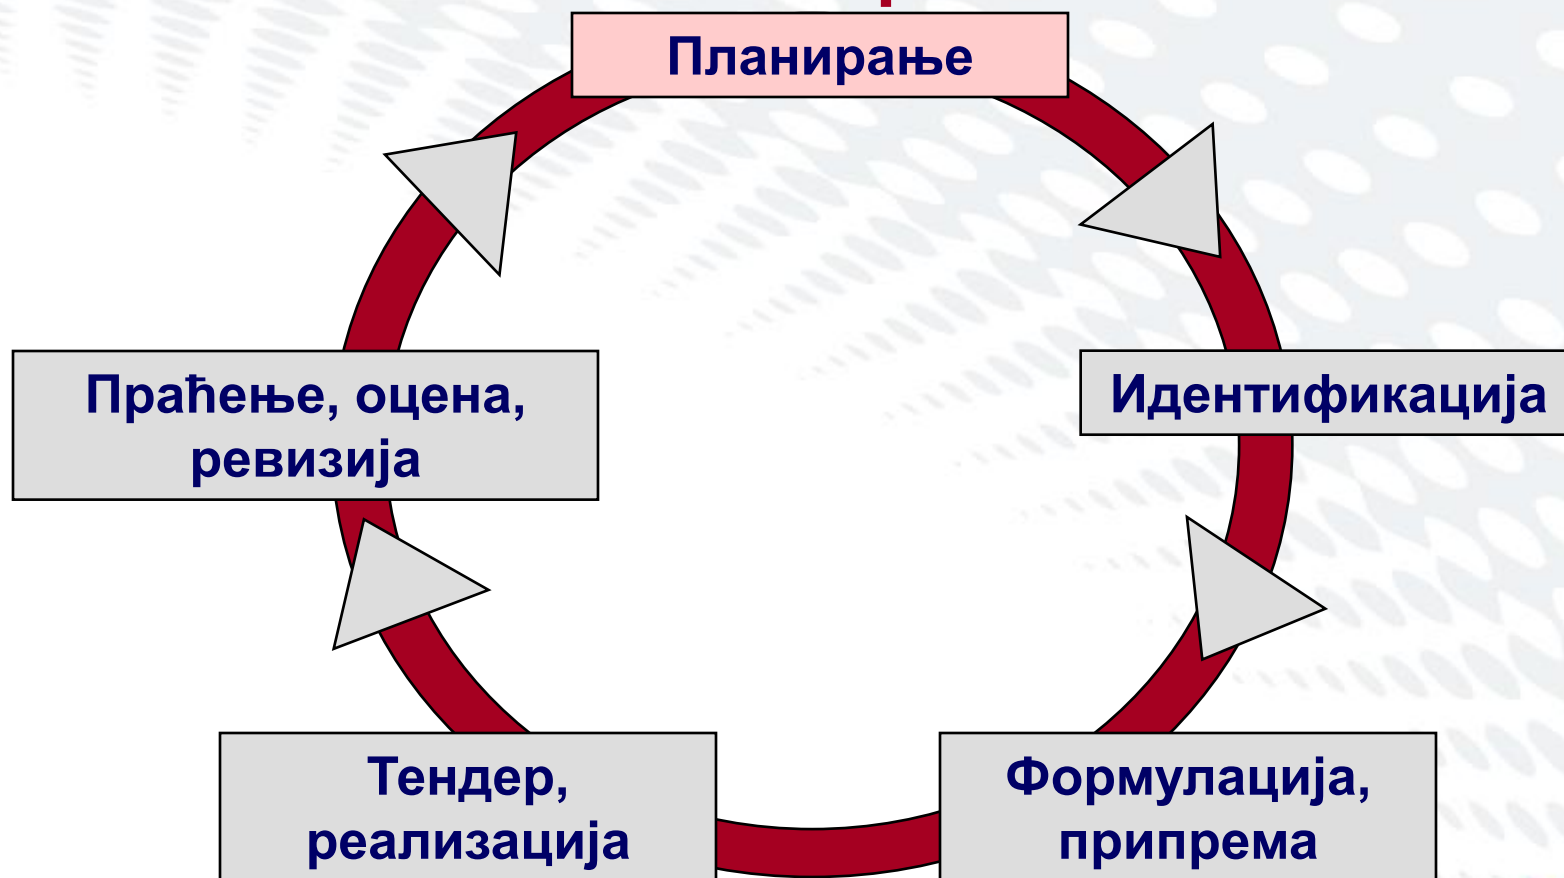 Планирање
Идентификација
Формулација,
припрема
Тендер,
реализација
Праћење, оцена,
ревизија